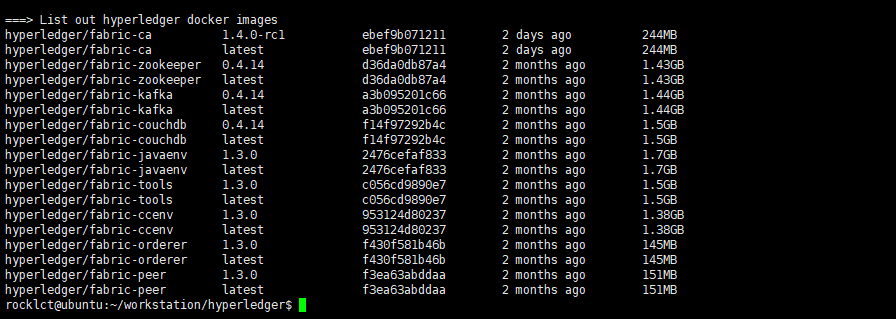 ===> List out hyperledger docker images
hyperledger/fabric-ca 1.4.0-rc1 ebef9b071211 2 days ago 244MB
hyperledger/fabric-ca latest ebef9b071211 2 days ago 244MB
hyperledger/fabric-zookeeper 0.4.14 d36da0db87a4 2 months ago 1.43GB
hyperledger/fabric-zookeeper latest d36da0db87a4 2 months ago 1.43GB
hyperledger/fabric-kafka 0.4.14 a3b095201c66 2 months ago 1.44GB
hyperledger/fabric-kafka latest a3b095201c66 2 months ago 1.44GB
hyperledger/fabric-couchdb 0.4.14 f14f97292b4c 2 months ago 1.5GB
hyperledger/fabric-couchdb latest f14f97292b4c 2 months ago 1.5GB
hyperledger/fabric-javaenv 1.3.0 2476cefaf833 2 months ago 1.7GB
hyperledger/fabric-javaenv latest 2476cefaf833 2 months ago 1.7GB
hyperledger/fabric-tools 1.3.0 c056cd9890e7 2 months ago 1.5GB
hyperledger/fabric-tools latest c056cd9890e7 2 months ago 1.5GB
hyperledger/fabric-ccenv 1.3.0 953124d80237 2 months ago 1.38GB
hyperledger/fabric-ccenv latest 953124d80237 2 months ago 1.38GB
hyperledger/fabric-orderer 1.3.0 f430f581b46b 2 months ago 145MB
hyperledger/fabric-orderer latest f430f581b46b 2 months ago 145MB
hyperledger/fabric-peer 1.3.0 f3ea63abddaa 2 months ago 151MB
hyperledger/fabric-peer latest f3ea63abddaa 2 months ago 151MB
rocklct@ubuntu:~/workstation/hyperledger$